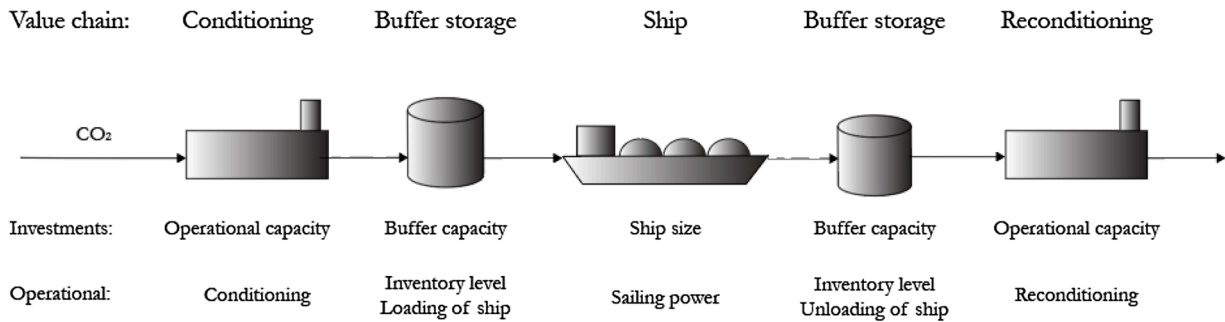 Value chain: Conditioning Buffer storage Ship Buffer storage Reconditioning
CO₂
Investments: Operational capacity Buffer capacity Ship size Buffer capacity Operational capacity
Operational: Conditioning Inventory level Sailing power Inventory level Reconditioning
Loading of ship Unloading of ship